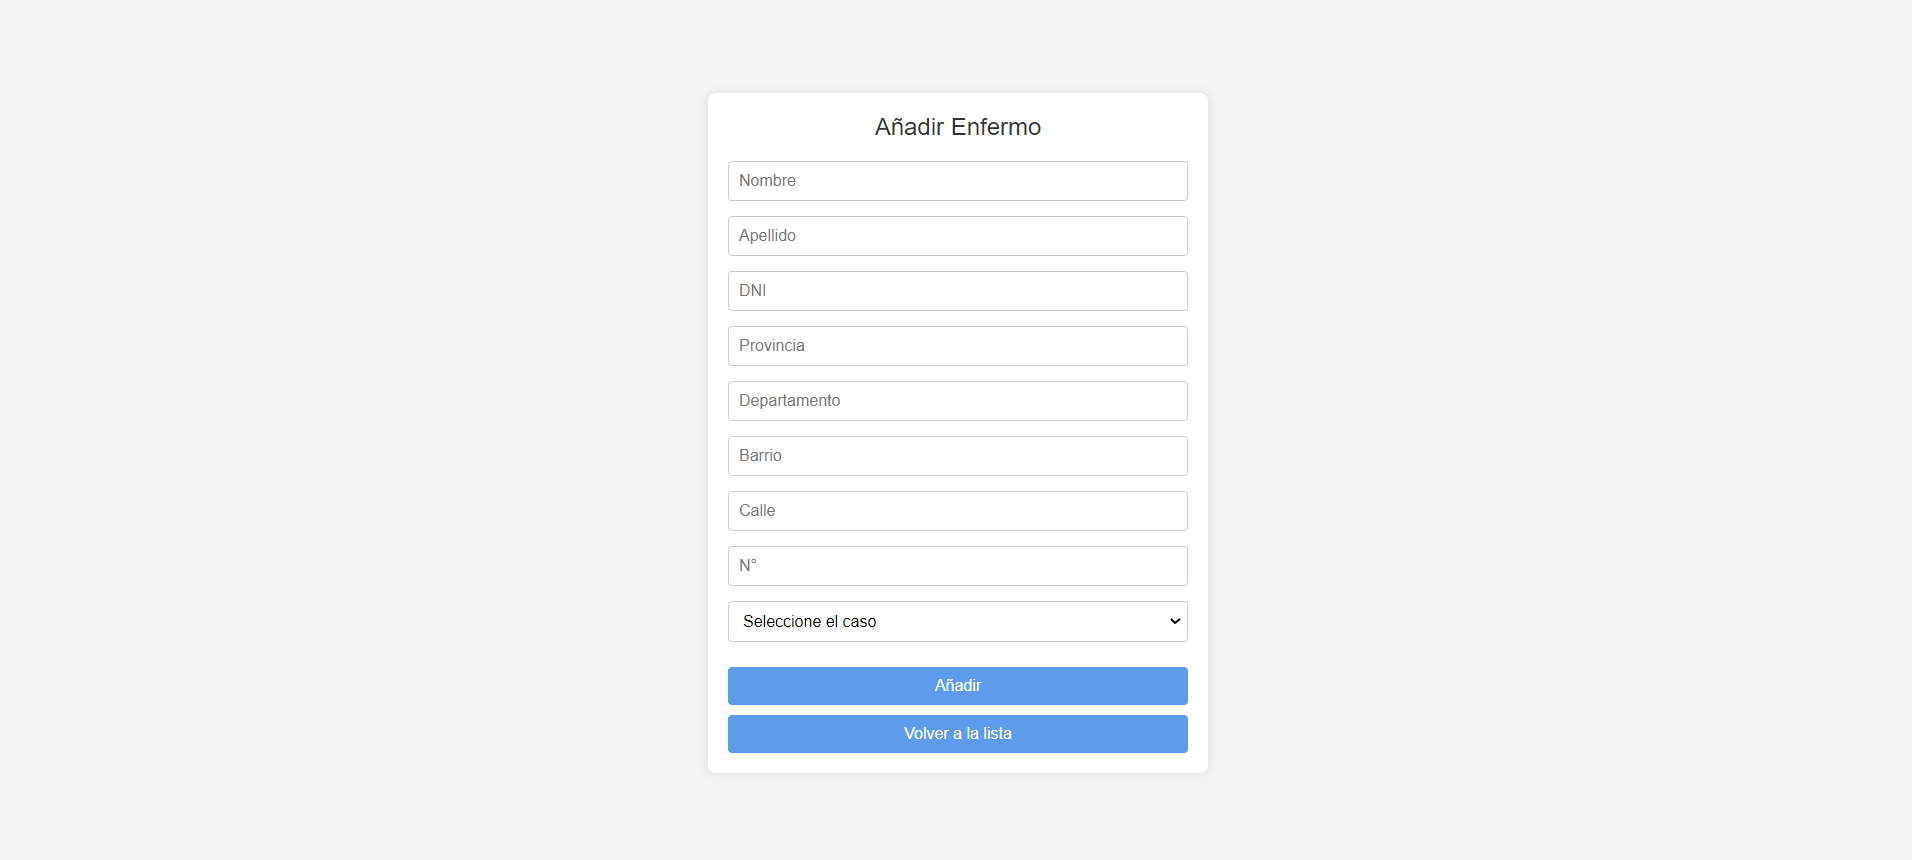 Añadir Enfermo
Nombre
Apellido
DNI
Provincia
Departamento
Barrio
Calle
N°
Seleccione el caso
Añadir
Volver a la lista